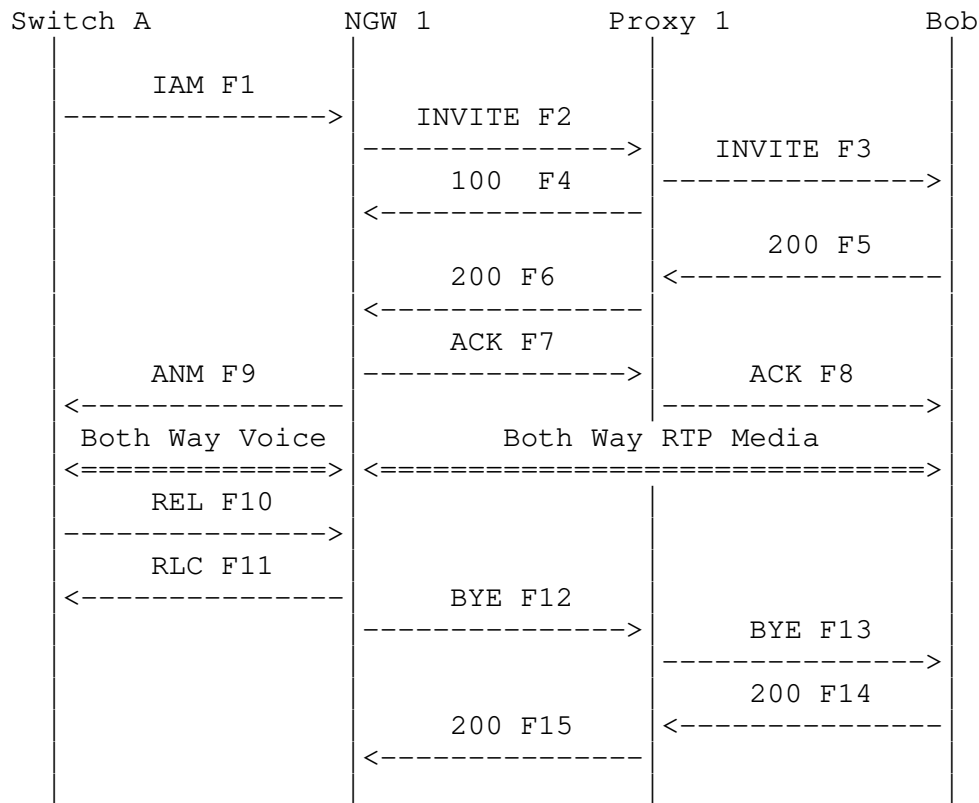 Switch A NGW 1 Proxy 1 Bob
IAM F1
INVITE F2
INVITE F3
100 F4
200 F5
200 F6
ACK F7
ANM F9 ACK F8
Both Way Voice Both Way RTP Media
REL F10
RLC F11
BYE F12
BYE F13
200 F14
200 F15